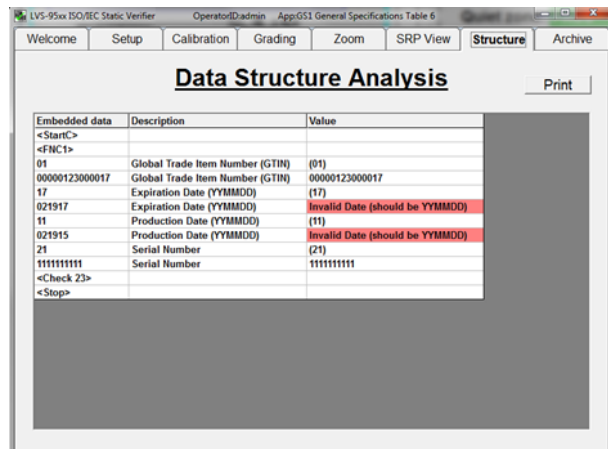 LVS-95xx ISO/IEC Static Verifier OperatorID:admin App:GS1 General Specifications Table 6
Welcome Setup Calibration Grading Zoom SRP View Structure Archive
Data Structure Analysis
Print
Embedded data Description Value
<StartC>
<FNC1>
01 Global Trade Item Number (GTIN) (01)
00000123000017 Global Trade Item Number (GTIN) 00000123000017
17 Expiration Date (YYMMDD) (17)
021917 Expiration Date (YYMMDD) Invalid Date (should be YYMMDD)
11 Production Date (YYMMDD) (11)
021915 Production Date (YYMMDD) Invalid Date (should be YYMMDD)
21 Serial Number (21)
1111111111 Serial Number 1111111111
<Check 23>
<Stop>